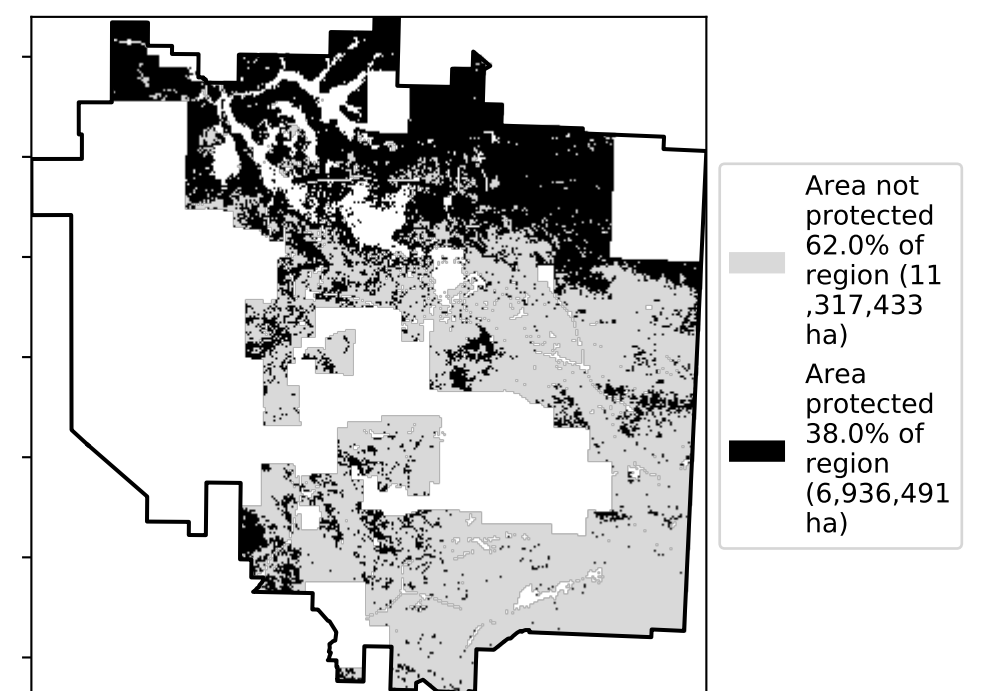 Area not
protected
62.0% of
region (11
,317,433
ha)
Area
protected
38.0% of
region
(6,936,491
ha)